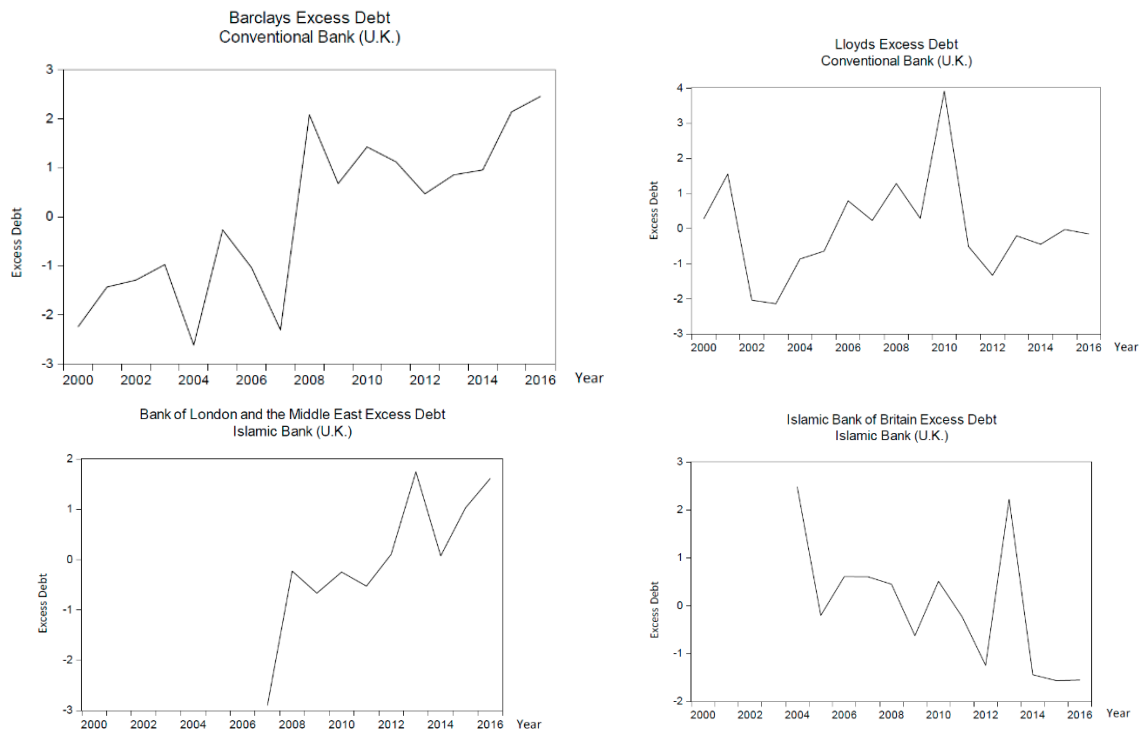 Barclays Excess Debt
Conventional Bank (U.K.)
3
2
1
0
-1
-2
-3
Excess Debt
2000 2002 2004 2006 2008 2010 2012 2014 2016 Year
Lloyds Excess Debt
Conventional Bank (U.K.)
4
3
2
1
0
-1
-2
-3
Excess Debt
2000 2002 2004 2006 2008 2010 2012 2014 2016 Year
Bank of London and the Middle East Excess Debt
Islamic Bank (U.K.)
2
1
0
-1
-2
-3
Excess Debt
2000 2002 2004 2006 2008 2010 2012 2014 2016 Year
Islamic Bank of Britain Excess Debt
Islamic Bank (U.K.)
3
2
1
0
-1
-2
Excess Debt
2000 2002 2004 2006 2008 2010 2012 2014 2016 Year